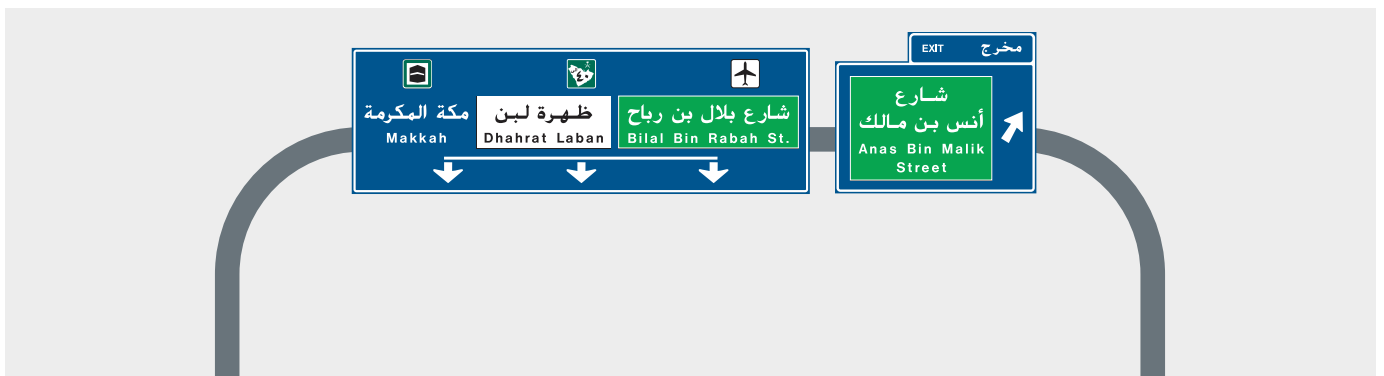 مكة المكرمة
Makkah
ظهرة لبن
Dhahrat Laban
شارع بلال بن رباح
Bilal Bin Rabah St.
EXIT مخرج
شارع
أنس بن مالك
Anas Bin Malik
Street